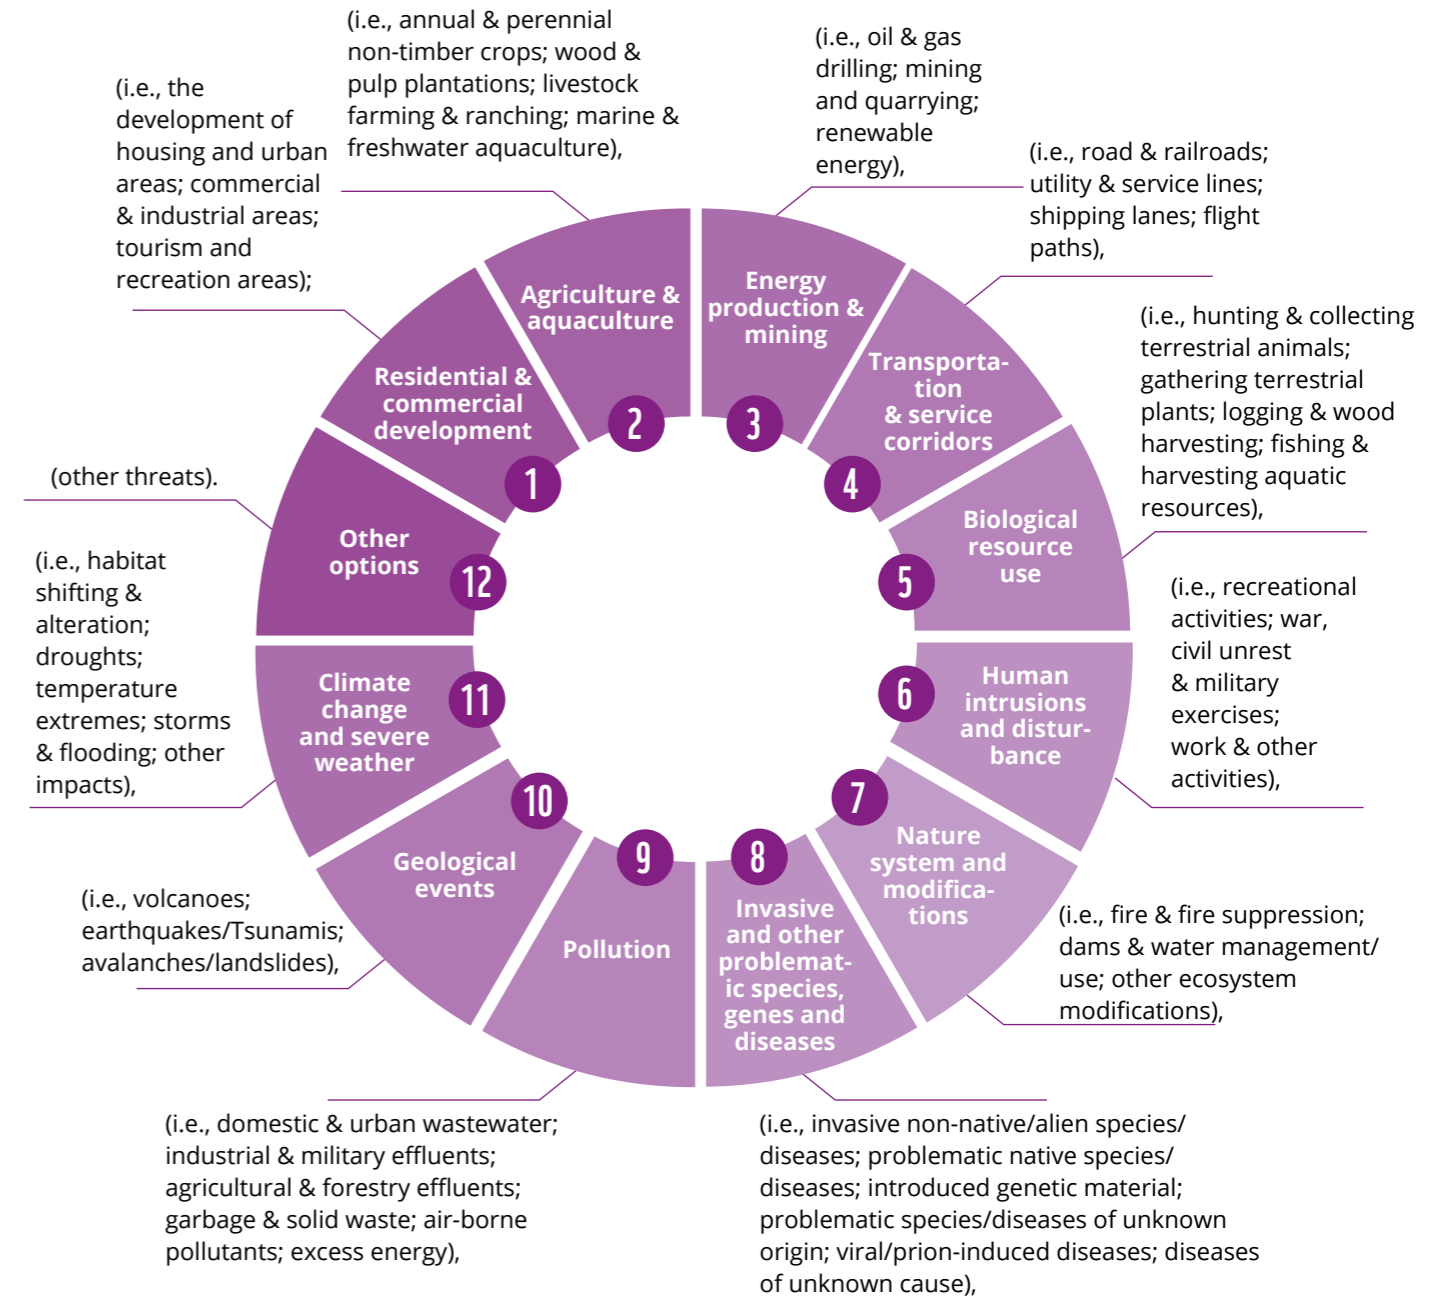 (i.e., the
development of
housing and urban
areas; commercial
& industrial areas;
tourism and
recreation areas);
Residential &
commercial
development
1
(i.e., annual & perennial
non-timber crops; wood &
pulp plantations; livestock
farming & ranching; marine &
freshwater aquaculture),
Agriculture &
aquaculture
2
(i.e., oil & gas
drilling; mining
and quarrying;
renewable
energy),
Energy
production &
mining
3
(i.e., road & railroads;
utility & service lines;
shipping lanes; flight
paths),
Transporta-
tion
& service
corridors
4
(i.e., hunting & collecting
terrestrial animals;
gathering terrestrial
plants; logging & wood
harvesting; fishing &
harvesting aquatic
resources),
Biological
resource
use
5
(i.e., recreational
activities; war,
civil unrest
& military
exercises;
work & other
activities),
Human
intrusions
and distur-
bance
6
(i.e., fire & fire suppression;
dams & water management/
use; other ecosystem
modifications),
Nature
system and
modifica-
tions
7
(i.e., invasive non-native/alien species/
diseases; problematic native species/
diseases; introduced genetic material;
problematic species/diseases of unknown
origin; viral/prion-induced diseases; diseases
of unknown cause),
Invasive
and other
problemat-
ic species,
genes and
diseases
8
(i.e., domestic & urban wastewater;
industrial & military effluents;
agricultural & forestry effluents;
garbage & solid waste; air-borne
pollutants; excess energy),
Pollution
9
(i.e., volcanoes;
earthquakes/Tsunamis;
avalanches/landslides),
Geological
events
10
(i.e., habitat
shifting &
alteration;
droughts;
temperature
extremes; storms
& flooding; other
impacts),
Climate
change
and severe
weather
11
(other threats).
Other
options
12